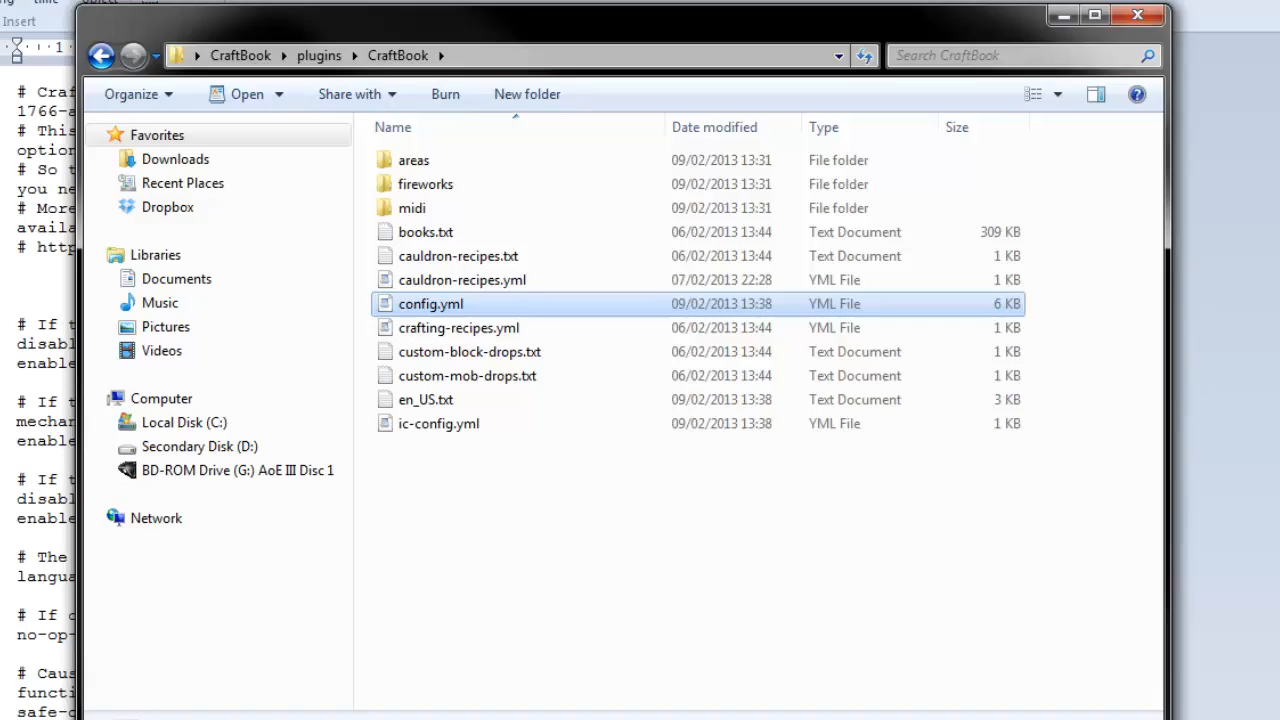 Insert
1
CraftBook plugins CraftBook
Search CraftBook
Organize Open Share with Burn New folder
Name Date modified Type Size
Favorites
Downloads
Recent Places
Dropbox
Libraries
Documents
Music
Pictures
Videos
Computer
Local Disk (C:)
Secondary Disk (D:)
BD-ROM Drive (G:) AoE III Disc 1
Network
areas 09/02/2013 13:31 File folder
fireworks 09/02/2013 13:31 File folder
midi 09/02/2013 13:31 File folder
books.txt 06/02/2013 13:44 Text Document 309 KB
cauldron-recipes.txt 06/02/2013 13:44 Text Document 1 KB
cauldron-recipes.yml 07/02/2013 22:28 YML File 1 KB
config.yml 09/02/2013 13:38 YML File 6 KB
crafting-recipes.yml 06/02/2013 13:44 YML File 1 KB
custom-block-drops.txt 06/02/2013 13:44 Text Document 1 KB
custom-mob-drops.txt 06/02/2013 13:44 Text Document 1 KB
en_US.txt 09/02/2013 13:38 Text Document 3 KB
ic-config.yml 09/02/2013 13:38 YML File 1 KB
# Craf
1766-a
# This
option
# So t
you ne
# More
availa
# http
# If t
disabl
enable
# If t
mechan
enable
# If t
disabl
enable
# The
langua
# If o
no-op-
# Caus
functi
safe-d